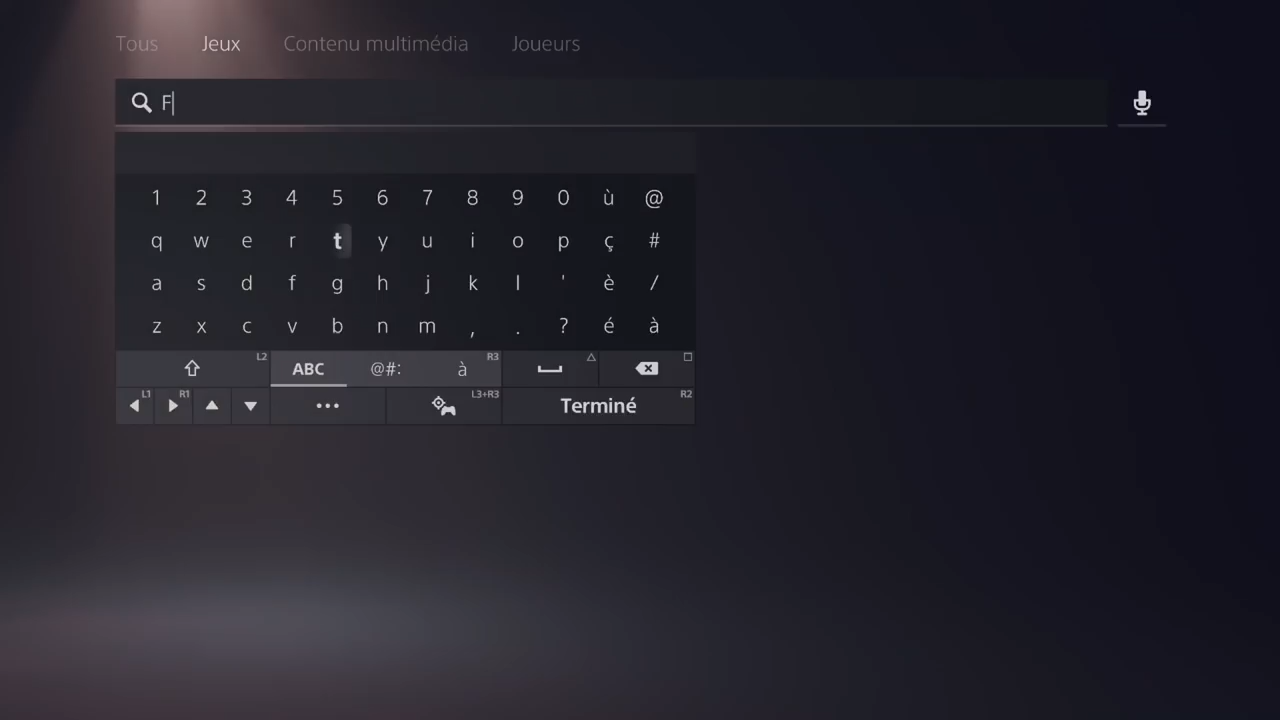 Tous Jeux Contenu multimédia Joueurs
F
1 2 3 4 5 6 7 8 9 0 ù @
q w e r t y u i o p ç #
a s d f g h j k l ' è /
z x c v b n m , . ? é à
L2 ABC @#: à R3
L1 R1 ••• L3+R3 Terminé R2